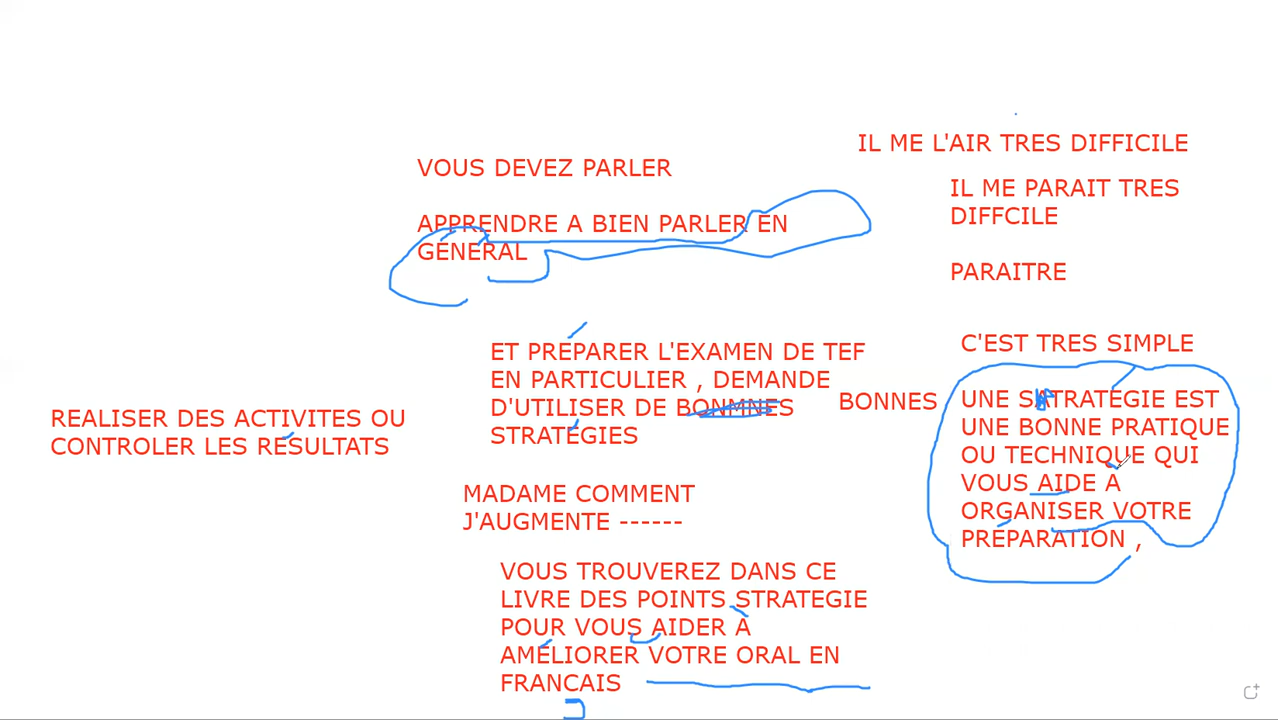 IL ME L'AIR TRES DIFFICILE
VOUS DEVEZ PARLER
IL ME PARAIT TRES
DIFFCILE
APPRENDRE A BIEN PARLER EN
GENERAL
PARAITRE
C'EST TRES SIMPLE
ET PREPARER L'EXAMEN DE TEF
EN PARTICULIER , DEMANDE
D'UTILISER DE BONMNES
STRATEGIES
BONNES
UNE SATRATEGIE EST
UNE BONNE PRATIQUE
OU TECHNIQUE QUI
VOUS AIDE A
ORGANISER VOTRE
PREPARATION ,
REALISER DES ACTIVITES OU
CONTROLER LES RESULTATS
MADAME COMMENT
J'AUGMENTE ------
VOUS TROUVEREZ DANS CE
LIVRE DES POINTS STRATEGIE
POUR VOUS AIDER A
AMELIORER VOTRE ORAL EN
FRANCAIS